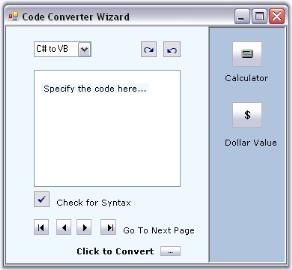 Code Converter Wizard
C# to VB
Specify the code here...
Calculator
$
Dollar Value
Check for Syntax
Go To Next Page
Click to Convert ...